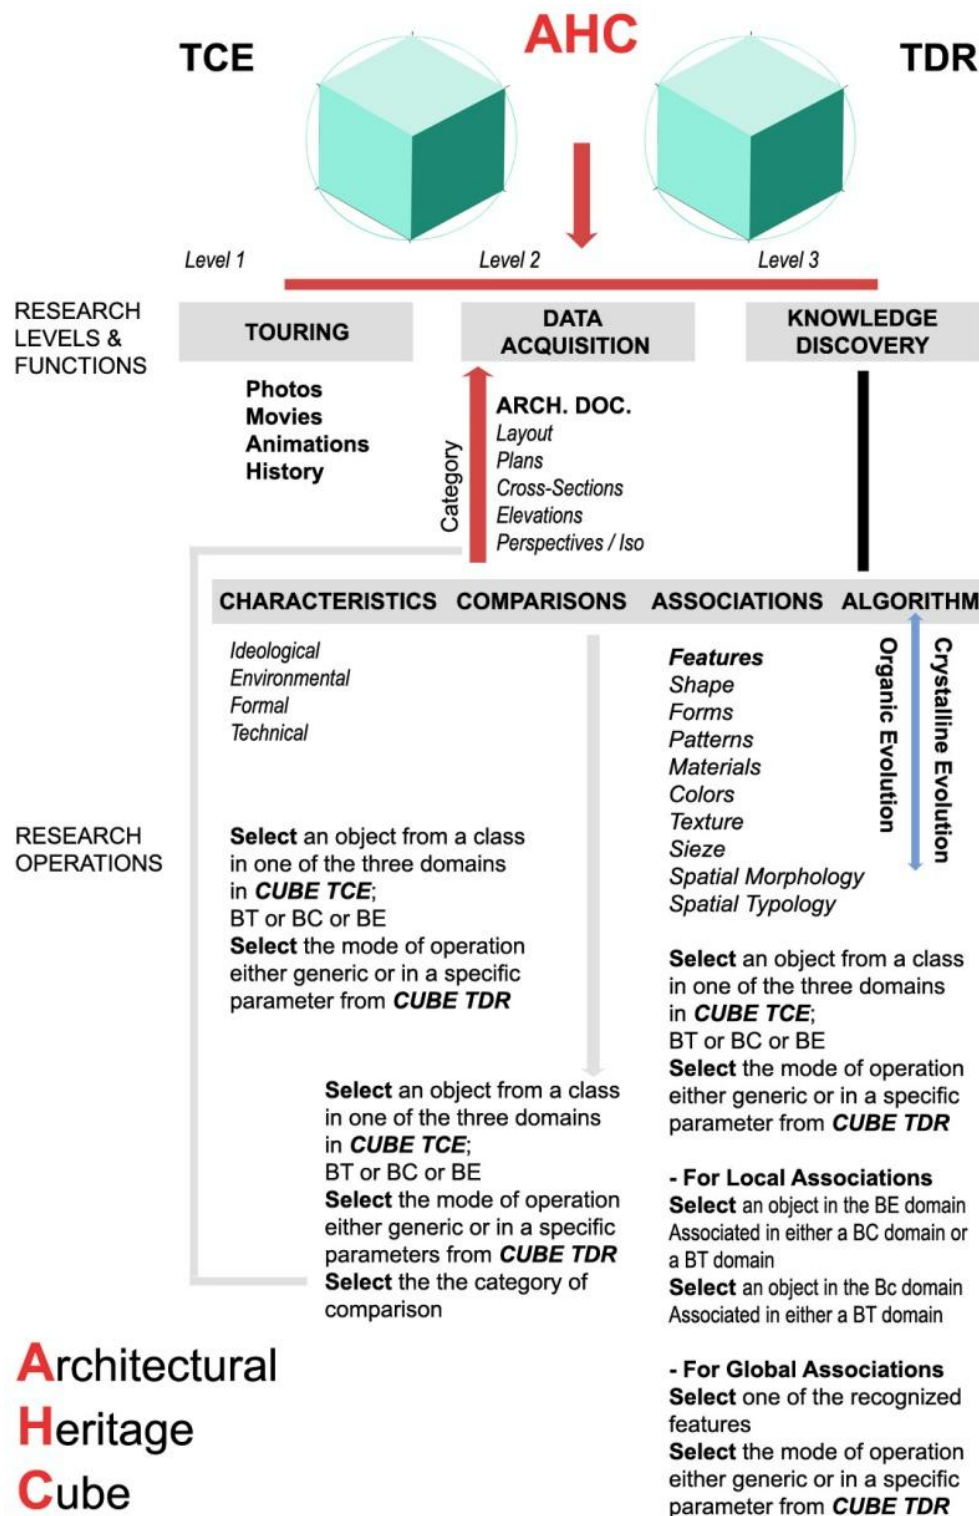 TCE
AHC
TDR
Level 1
Level 2
Level 3
RESEARCH
LEVELS &
FUNCTIONS
TOURING
DATA
ACQUISITION
KNOWLEDGE
DISCOVERY
Photos
Movies
Animations
History
Category
ARCH. DOC.
Layout
Plans
Cross-Sections
Elevations
Perspectives / Iso
CHARACTERISTICS
COMPARISONS
ASSOCIATIONS
ALGORITHM
Ideological
Environmental
Formal
Technical
Features
Shape
Forms
Patterns
Materials
Colors
Texture
Sieze
Spatial Morphology
Spatial Typology
Organic Evolution
Crystalline Evolution
RESEARCH
OPERATIONS
Select an object from a class
in one of the three domains
in CUBE TCE;
BT or BC or BE
Select the mode of operation
either generic or in a specific
parameter from CUBE TDR
Select an object from a class
in one of the three domains
in CUBE TCE;
BT or BC or BE
Select the mode of operation
either generic or in a specific
parameters from CUBE TDR
Select the the category of
comparison
Select an object from a class
in one of the three domains
in CUBE TCE;
BT or BC or BE
Select the mode of operation
either generic or in a specific
parameter from CUBE TDR
- For Local Associations
Select an object in the BE domain
Associated in either a BC domain or
a BT domain
Select an object in the Bc domain
Associated in either a BT domain
- For Global Associations
Select one of the recognized
features
Select the mode of operation
either generic or in a specific
parameter from CUBE TDR
Architectural
Heritage
Cube